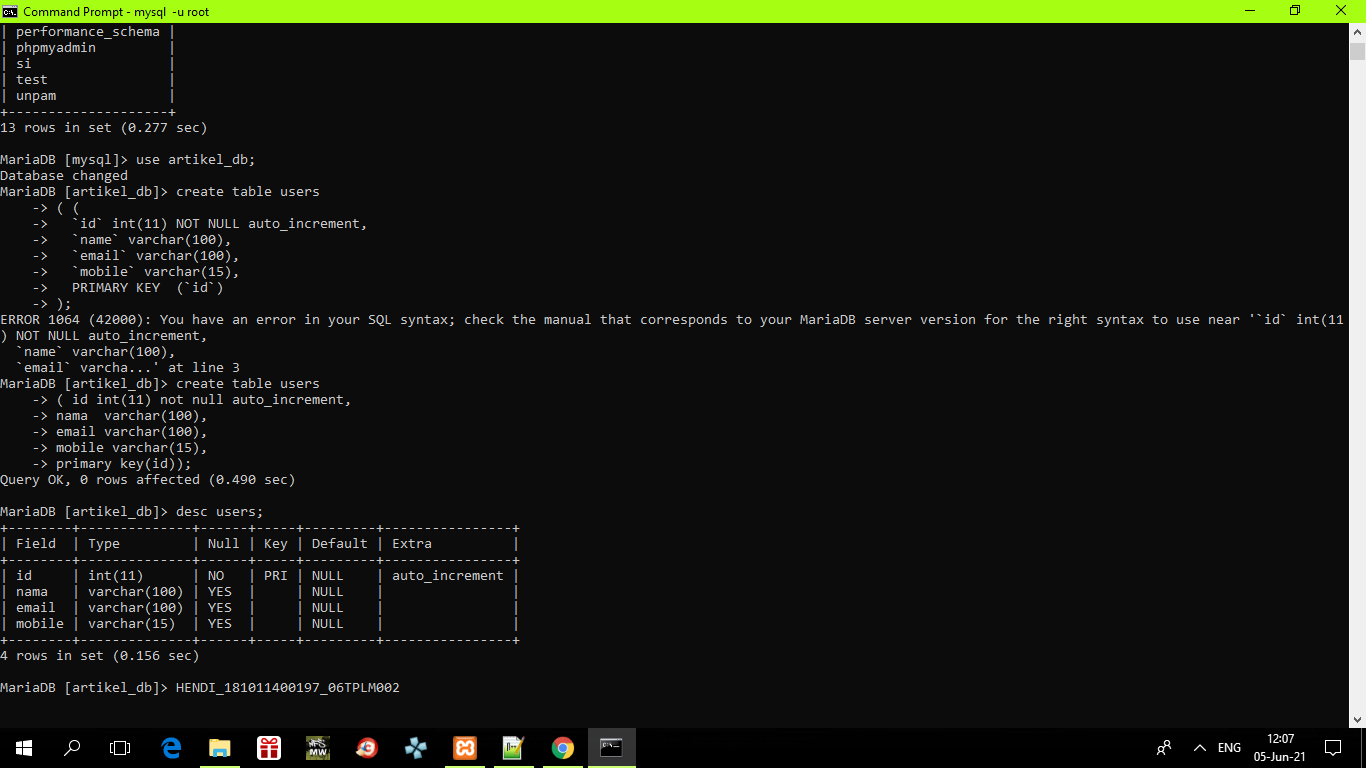 Command Prompt - mysql  -u root
| performance_schema |
| phpmyadmin         |
| si                 |
| test               |
| unpam              |
+--------------------+
13 rows in set (0.277 sec)
MariaDB [mysql]> use artikel_db;
Database changed
MariaDB [artikel_db]> create table users
    -> ( (
    ->   `id` int(11) NOT NULL auto_increment,
    ->   `name` varchar(100),
    ->   `email` varchar(100),
    ->   `mobile` varchar(15),
    ->   PRIMARY KEY  (`id`)
    -> );
ERROR 1064 (42000): You have an error in your SQL syntax; check the manual that corresponds to your MariaDB server version for the right syntax to use near '`id` int(11
) NOT NULL auto_increment,
  `name` varchar(100),
  `email` varcha...' at line 3
MariaDB [artikel_db]> create table users
    -> ( id int(11) not null auto_increment,
    -> nama  varchar(100),
    -> email varchar(100),
    -> mobile varchar(15),
    -> primary key(id));
Query OK, 0 rows affected (0.490 sec)
MariaDB [artikel_db]> desc users;
+--------+--------------+------+-----+---------+----------------+
| Field  | Type         | Null | Key | Default | Extra          |
+--------+--------------+------+-----+---------+----------------+
| id     | int(11)      | NO   | PRI | NULL    | auto_increment |
| nama   | varchar(100) | YES  |     | NULL    |                |
| email  | varchar(100) | YES  |     | NULL    |                |
| mobile | varchar(15)  | YES  |     | NULL    |                |
+--------+--------------+------+-----+---------+----------------+
4 rows in set (0.156 sec)
MariaDB [artikel_db]> HENDI_181011400197_06TPLM002
MW
ENG
12:07
05-Jun-21